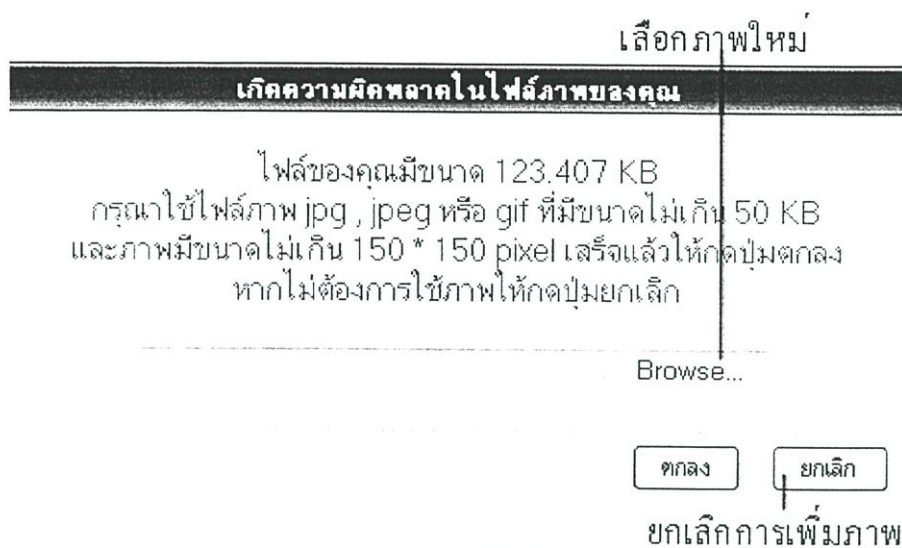 เลือกภาพใหม่
เกิดความผิดพลาดในไฟล์ภาพของคุณ
ไฟล์ของคุณมีขนาด 123.407 KB
กรุณาใช้ไฟล์ภาพ jpg , jpeg หรือ gif ที่มีขนาดไม่เกิน 50 KB
และภาพมีขนาดไม่เกิน 150 * 150 pixel เสร็จแล้วให้กดปุ่มตกลง
หากไม่ต้องการใช้ภาพให้กดปุ่มยกเลิก
Browse...
ตกลง ยกเลิก
ยกเลิกการเพิ่มภาพ